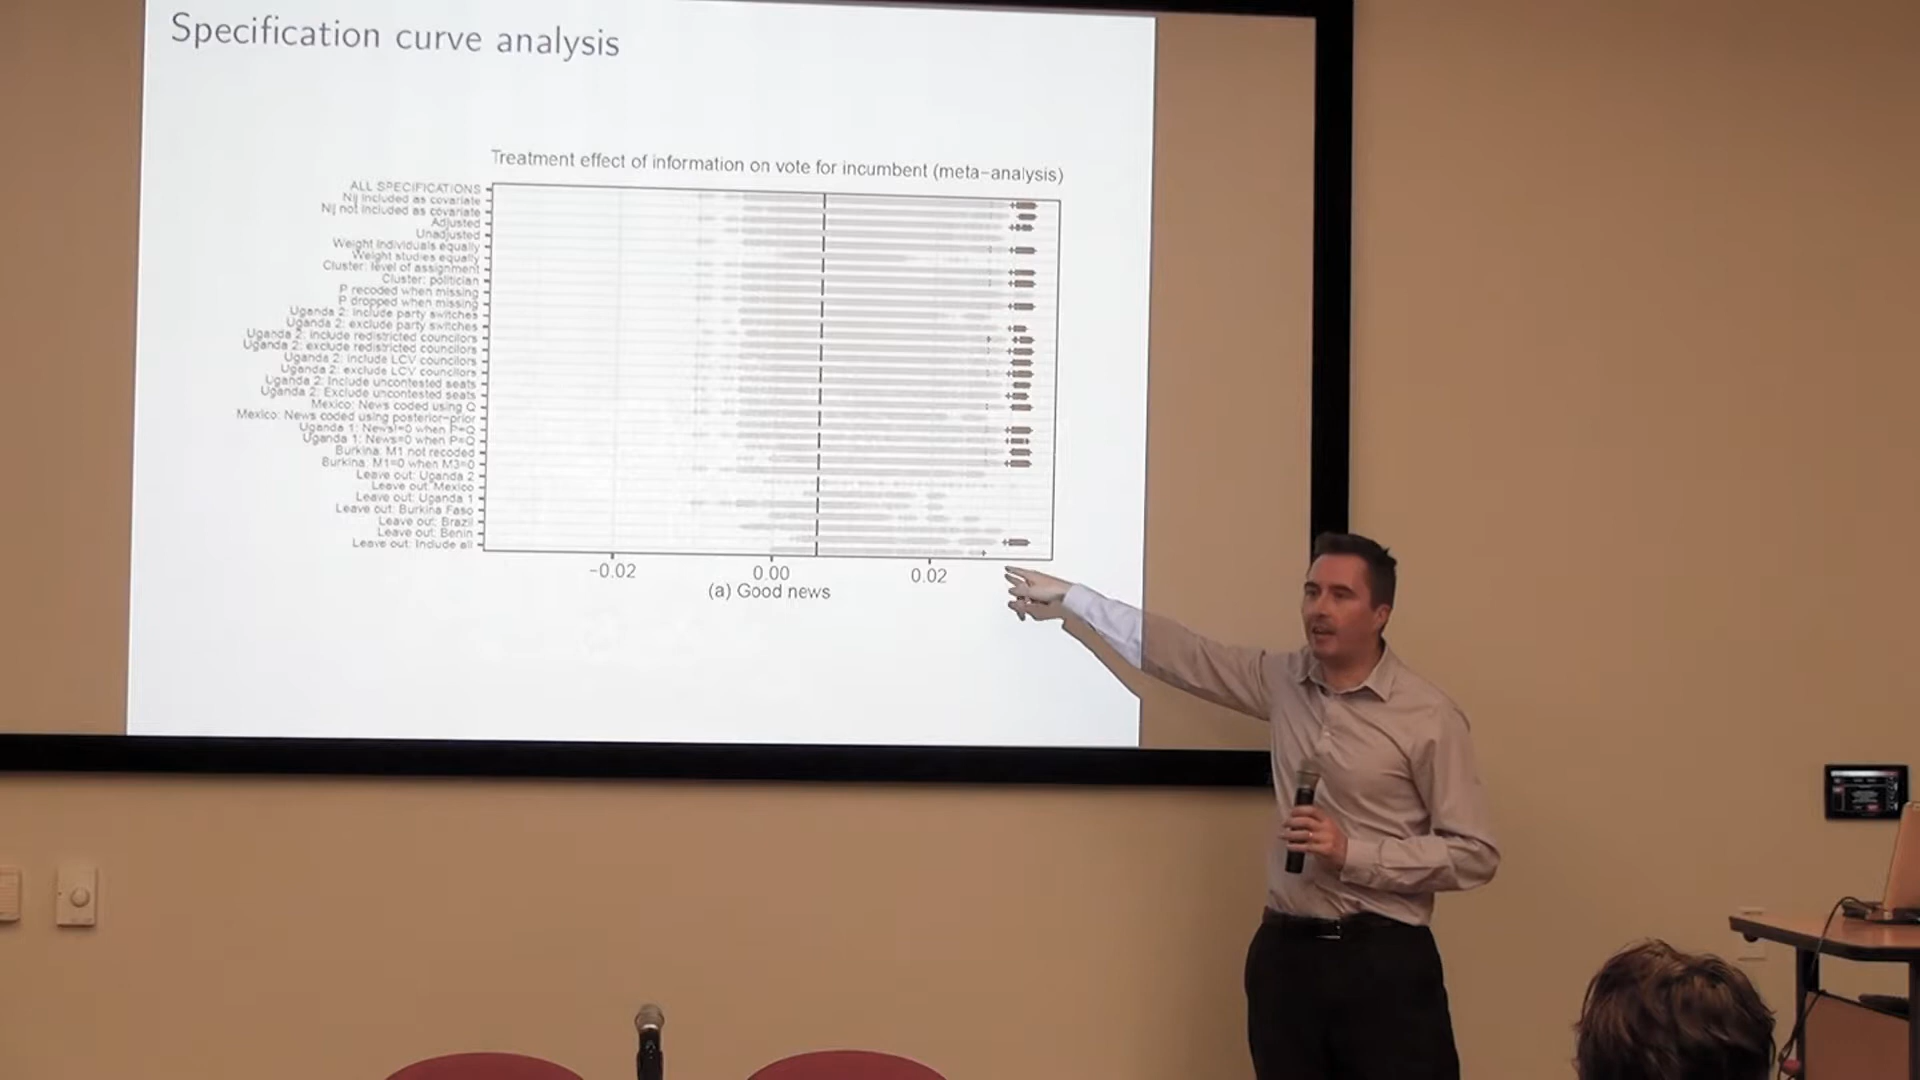 Specification curve analysis
Treatment effect of information on vote for incumbent (meta-analysis)
ALL SPECIFICATIONS
Nij included as covariate
Nij not included as covariate
Adjusted
Unadjusted
Weight individuals equally
Weight studies equally
Cluster: level of assignment
Cluster: politician
P recoded when missing
P dropped when missing
Uganda 2: include party switches
Uganda 2: exclude party switches
Uganda 2: include redistricted councilors
Uganda 2: exclude redistricted councilors
Uganda 2: include LCV councilors
Uganda 2: exclude LCV councilors
Uganda 2: Include uncontested seats
Uganda 2: Exclude uncontested seats
Mexico: News coded using Q
Mexico: News coded using posterior-prior
Uganda 1: News!=0 when P=Q
Uganda 1: News=0 when P=Q
Burkina: M1 not recoded
Burkina: M1=0 when M3=0
Leave out: Uganda 2
Leave out: Mexico
Leave out: Uganda 1
Leave out: Burkina Faso
Leave out: Brazil
Leave out: Benin
Leave out: Include all
-0.02 0.00 0.02
(a) Good news